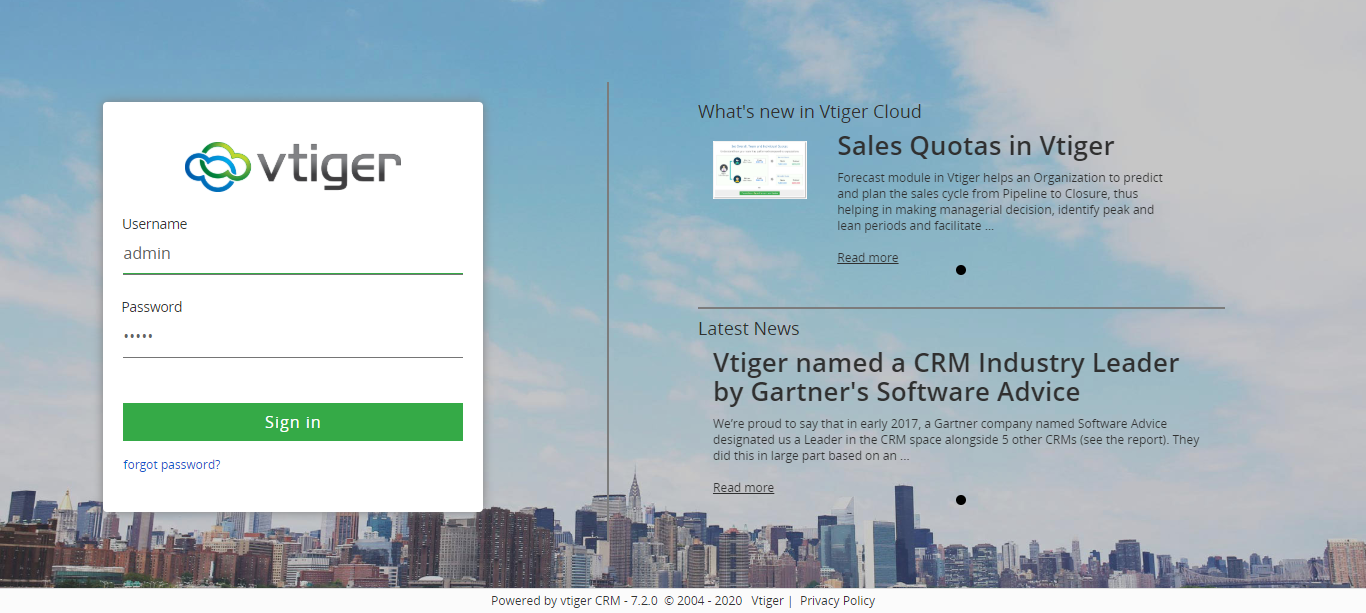 vtiger
Username
admin
Password
•••••
Sign in
forgot password?
What's new in Vtiger Cloud
Sales Quotas in Vtiger
Forecast module in Vtiger helps an Organization to predict
and plan the sales cycle from Pipeline to Closure, thus
helping in making managerial decision, identify peak and
lean periods and facilitate ...
Read more
Latest News
Vtiger named a CRM Industry Leader
by Gartner's Software Advice
We're proud to say that in early 2017, a Gartner company named Software Advice
designated us a Leader in the CRM space alongside 5 other CRMs (see the report). They
did this in large part based on an ...
Read more
Powered by vtiger CRM - 7.2.0 © 2004 - 2020 Vtiger | Privacy Policy